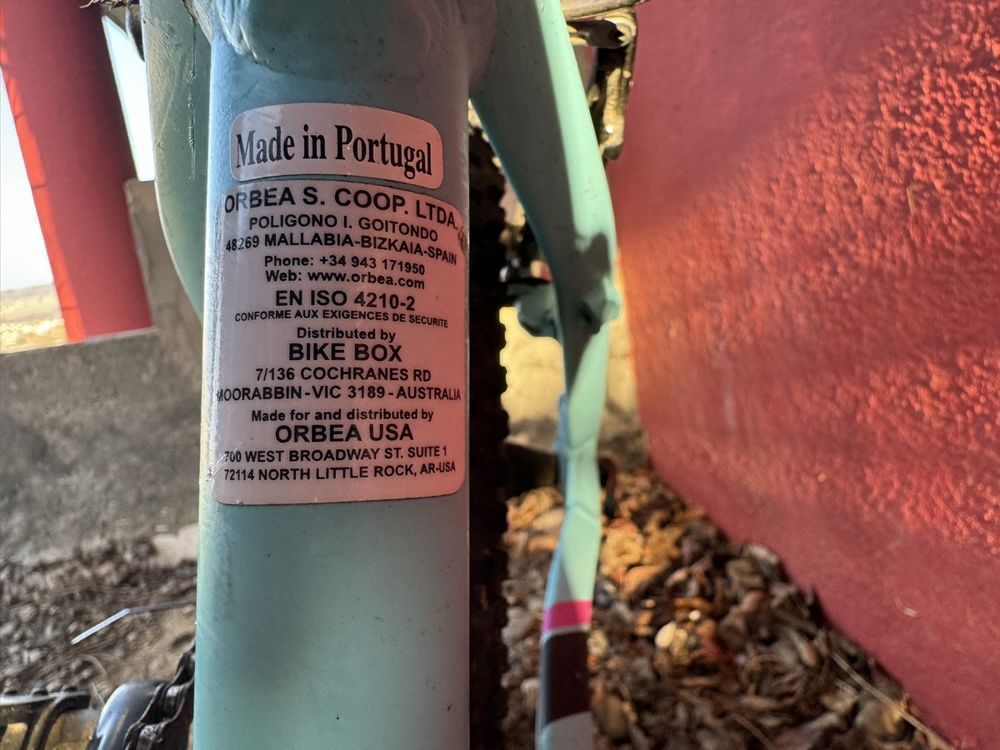 Made in Portugal
ORBEA S. COOP. LTDA.
POLIGONO I. GOITONDO
48269 MALLABIA-BIZKAIA-SPAIN
Phone: +34 943 171950
Web: www.orbea.com
EN ISO 4210-2
CONFORME AUX EXIGENCES DE SECURITE
Distributed by
BIKE BOX
7/136 COCHRANES RD
MOORABBIN-VIC 3189-AUSTRALIA
Made for and distributed by
ORBEA USA
700 WEST BROADWAY ST. SUITE 1
72114 NORTH LITTLE ROCK, AR-USA